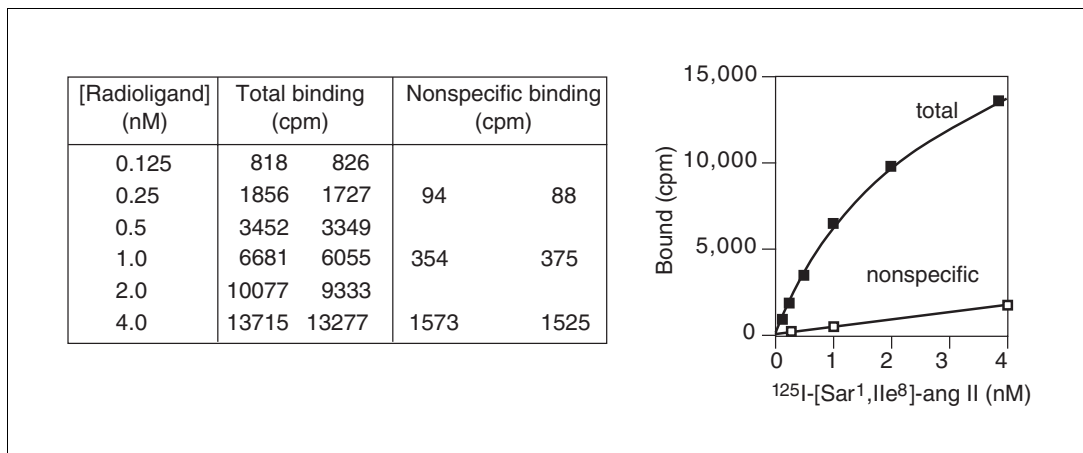 [Radioligand] Total binding Nonspecific binding
(nM) (cpm) (cpm)
0.125 818 826
0.25 1856 1727 94 88
0.5 3452 3349
1.0 6681 6055 354 375
2.0 10077 9333
4.0 13715 13277 1573 1525
15,000
10,000
5,000
0
Bound (cpm)
total
nonspecific
0 1 2 3 4
¹²⁵I-[Sar¹,Ile⁸]-ang II (nM)